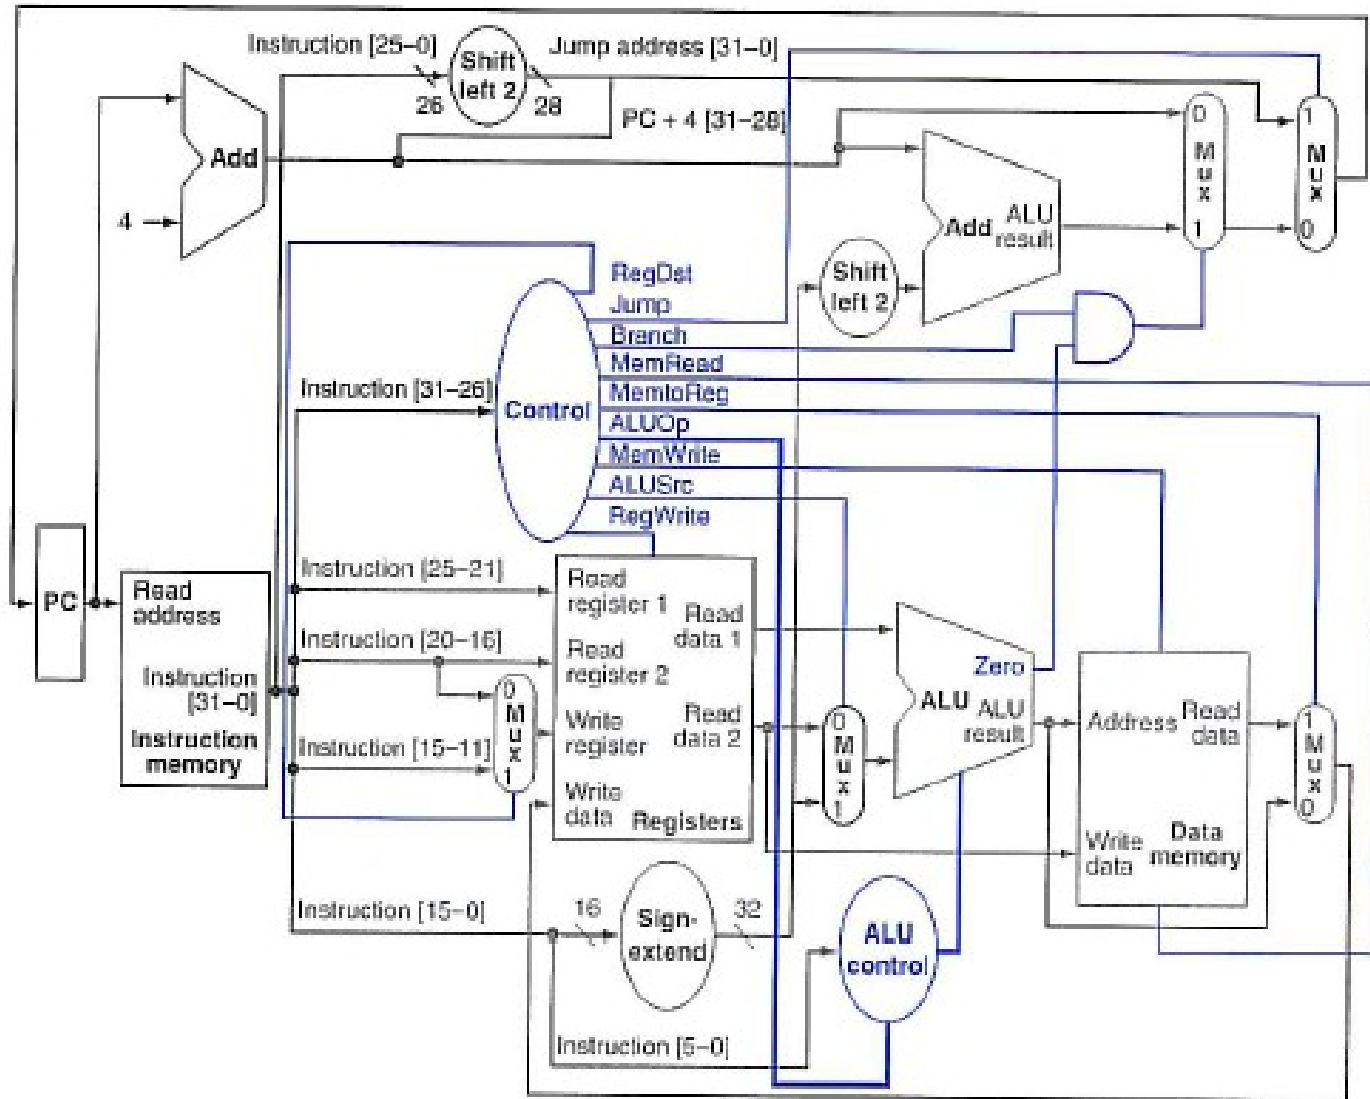 Instruction [25–0]
Shift
left 2
Jump address [31–0]
26
28
PC + 4 [31–28]
Add
4
0
M
u
x
1
1
M
u
x
0
Add
ALU
result
Shift
left 2
RegDst
Jump
Branch
MemRead
MemtoReg
ALUOp
MemWrite
ALUSrc
RegWrite
Control
Instruction [31–26]
PC
Read
address
Instruction
[31–0]
Instruction
memory
Instruction [25–21]
Instruction [20–16]
Instruction [15–11]
0
M
u
x
1
Read
register 1
Read
register 2
Write
register
Write
data
Read
data 1
Read
data 2
Registers
0
M
u
x
1
Zero
ALU
ALU
result
Address
Read
data
Write
data
Data
memory
1
M
u
x
0
Instruction [15–0]
16
Sign-
extend
32
ALU
control
Instruction [5–0]